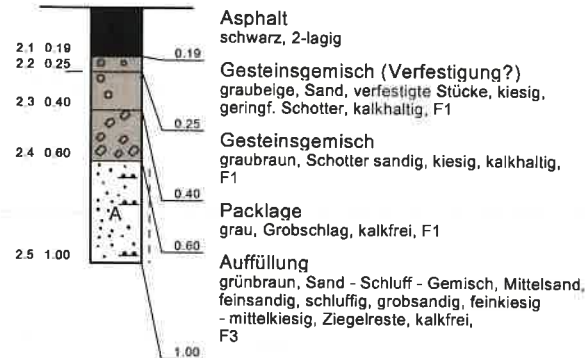 Asphalt
schwarz, 2-lagig
2.1 0.19
0.19
2.2 0.25
Gesteinsgemisch (Verfestigung?)
graubeige, Sand, verfestigte Stücke, kiesig,
geringf. Schotter, kalkhaltig, F1
2.3 0.40
0.25
Gesteinsgemisch
graubraun, Schotter sandig, kiesig, kalkhaltig,
F1
2.4 0.60
0.40
Packlage
grau, Grobschlag, kalkfrei, F1
A
0.60
2.5 1.00
Auffüllung
grünbraun, Sand - Schluff - Gemisch, Mittelsand,
feinsandig, schluffig, grobsandig, feinkiesig
- mittelkiesig, Ziegelreste, kalkfrei,
F3
1.00